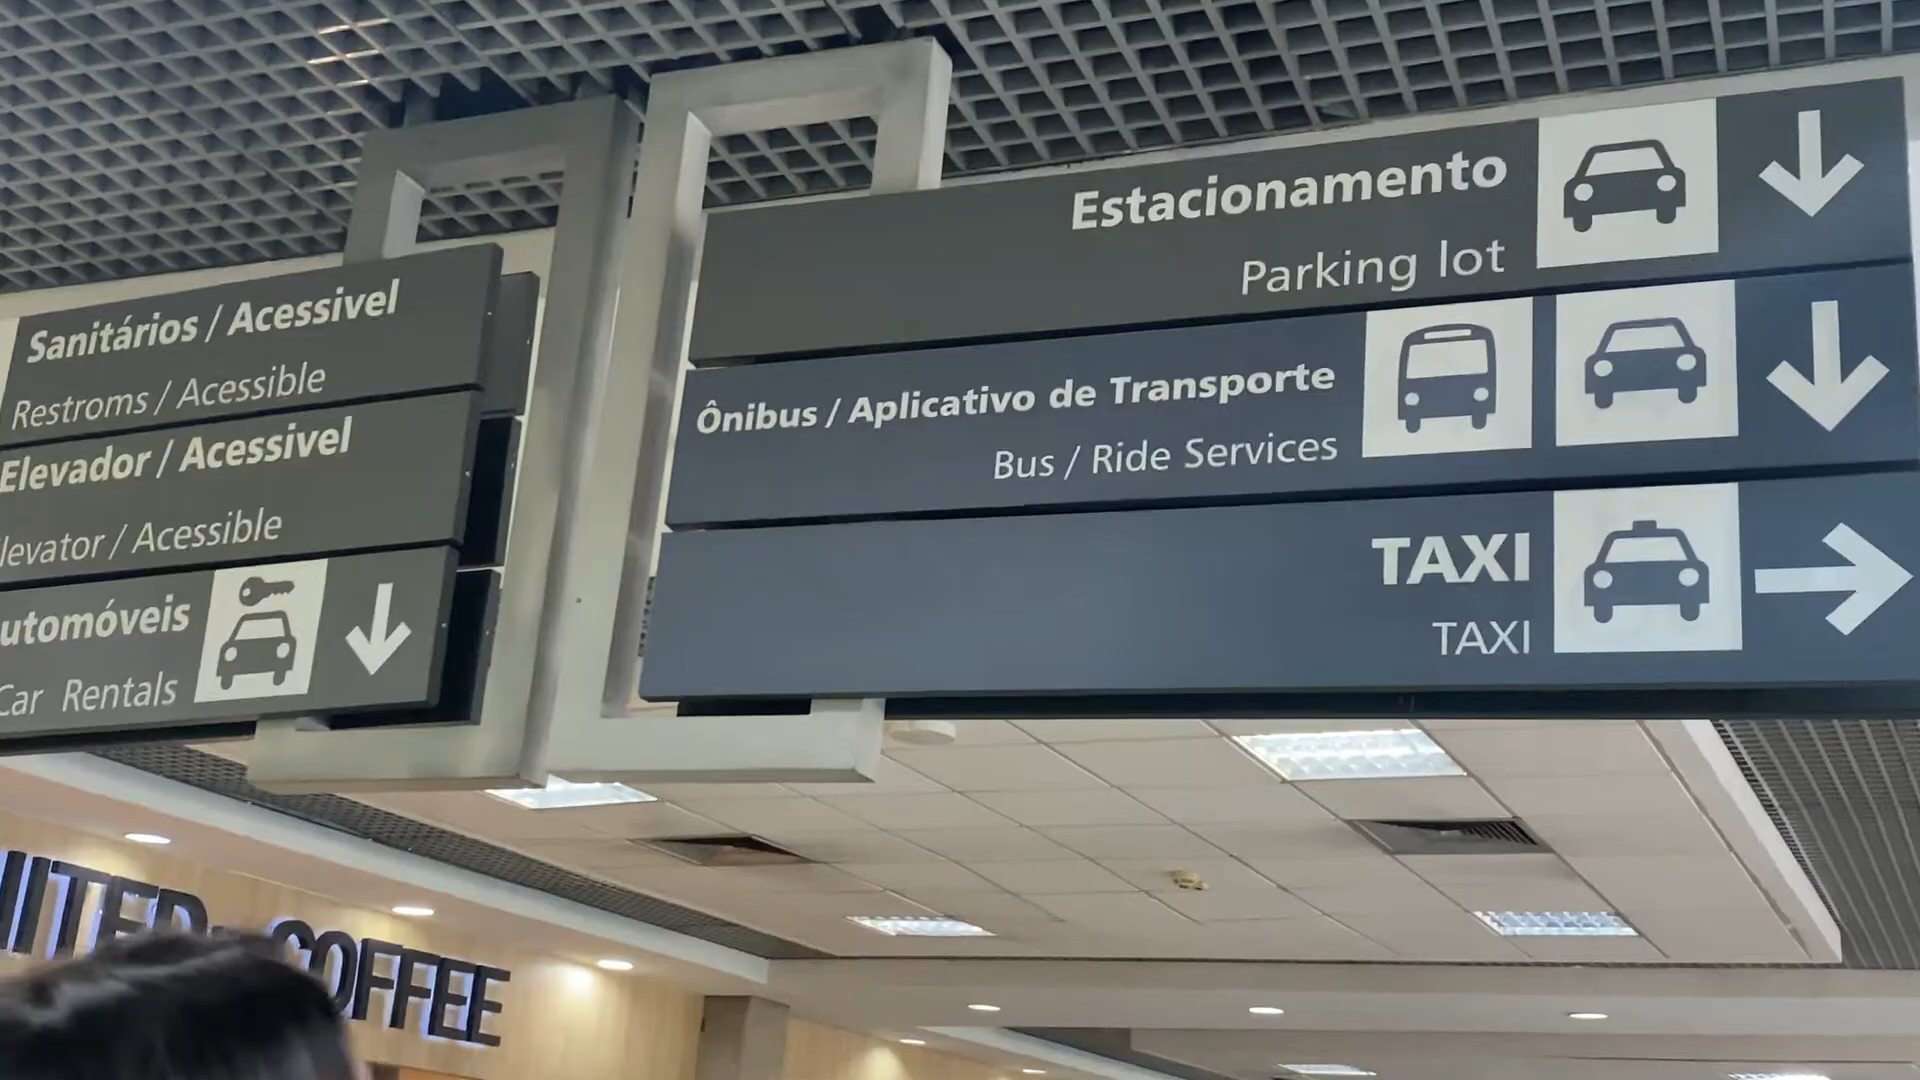 Sanitários / Acessivel
Restroms / Acessible
Elevador / Acessivel
levator / Acessible
utomóveis
Car Rentals
Estacionamento
Parking lot
Ônibus / Aplicativo de Transporte
Bus / Ride Services
TAXI
TAXI
COFFEE